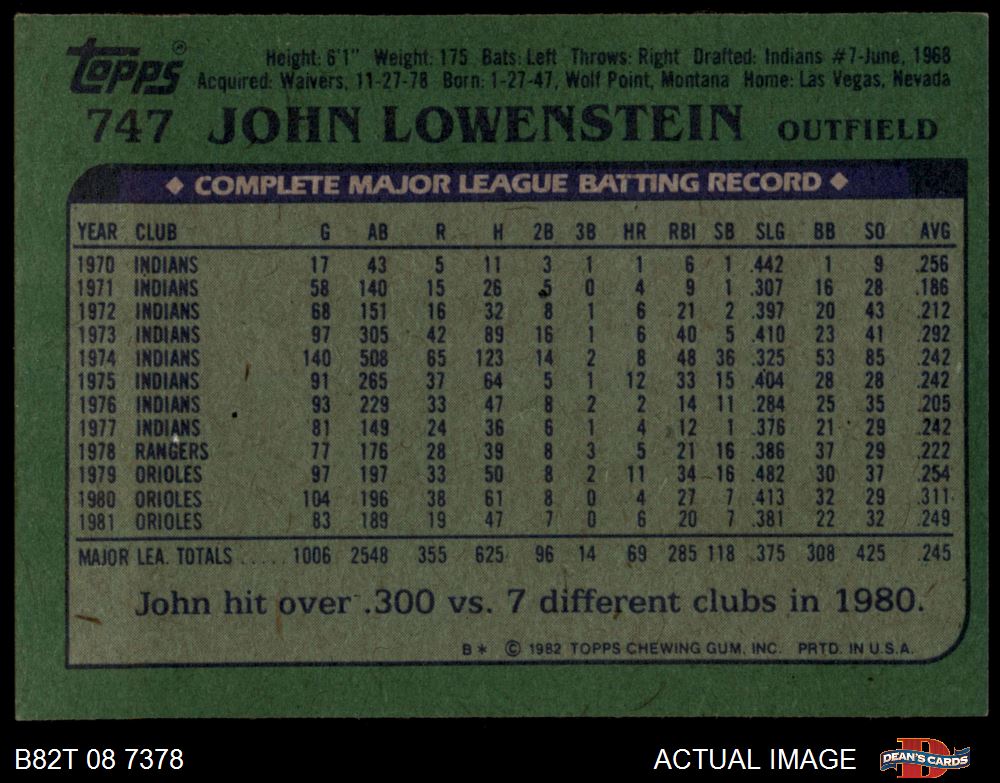 topps®
Height: 6'1" Weight: 175 Bats: Left Throws: Right Drafted: Indians #7-June, 1968
Acquired: Waivers, 11-27-78 Born: 1-27-47, Wolf Point, Montana Home: Las Vegas, Nevada
747 JOHN LOWENSTEIN OUTFIELD
◆ COMPLETE MAJOR LEAGUE BATTING RECORD ◆
YEAR CLUB G AB R H 2B 3B HR RBI SB SLG BB SO AVG
1970 INDIANS 17 43 5 11 3 1 1 6 1 .442 1 9 .256
1971 INDIANS 58 140 15 26 5 0 4 9 1 .307 16 28 .186
1972 INDIANS 68 151 16 32 8 1 6 21 2 .397 20 43 .212
1973 INDIANS 97 305 42 89 16 1 6 40 5 .410 23 41 .292
1974 INDIANS 140 508 65 123 14 2 8 48 36 .325 53 85 .242
1975 INDIANS 91 265 37 64 5 1 12 33 15 .404 28 28 .242
1976 INDIANS 93 229 33 47 8 2 2 14 11 .284 25 35 .205
1977 INDIANS 81 149 24 36 6 1 4 12 1 .376 21 29 .242
1978 RANGERS 77 176 28 39 8 3 5 21 16 .386 37 29 .222
1979 ORIOLES 97 197 33 50 8 2 11 34 16 .482 30 37 .254
1980 ORIOLES 104 196 38 61 8 0 4 27 7 .413 32 29 .311
1981 ORIOLES 83 189 19 47 7 0 6 20 7 .381 22 32 .249
MAJOR LEA. TOTALS ..... 1006 2548 355 625 96 14 69 285 118 .375 308 425 .245
John hit over .300 vs. 7 different clubs in 1980.
B* © 1982 TOPPS CHEWING GUM, INC. PRTD. IN U.S.A.
B82T 08 7378 ACTUAL IMAGE DEAN'S CARDS